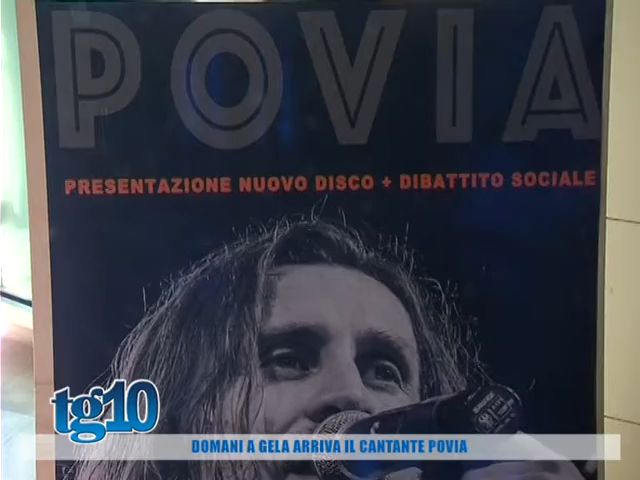 POVIA
PRESENTAZIONE NUOVO DISCO + DIBATTITO SOCIALE
tg10
DOMANI A GELA ARRIVA IL CANTANTE POVIA